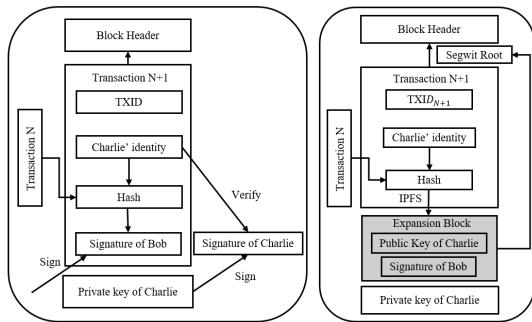 Block Header
Transaction N+1
TXID
Transaction N
Charlie' identity
Hash
Verify
Signature of Bob
Signature of Charlie
Sign
Sign
Private key of Charlie
Block Header
Segwit Root
Transaction N+1
TXID_{N+1}
Transaction N
Charlie' identity
Hash
IPFS
Expansion Block
Public Key of Charlie
Signature of Bob
Private key of Charlie